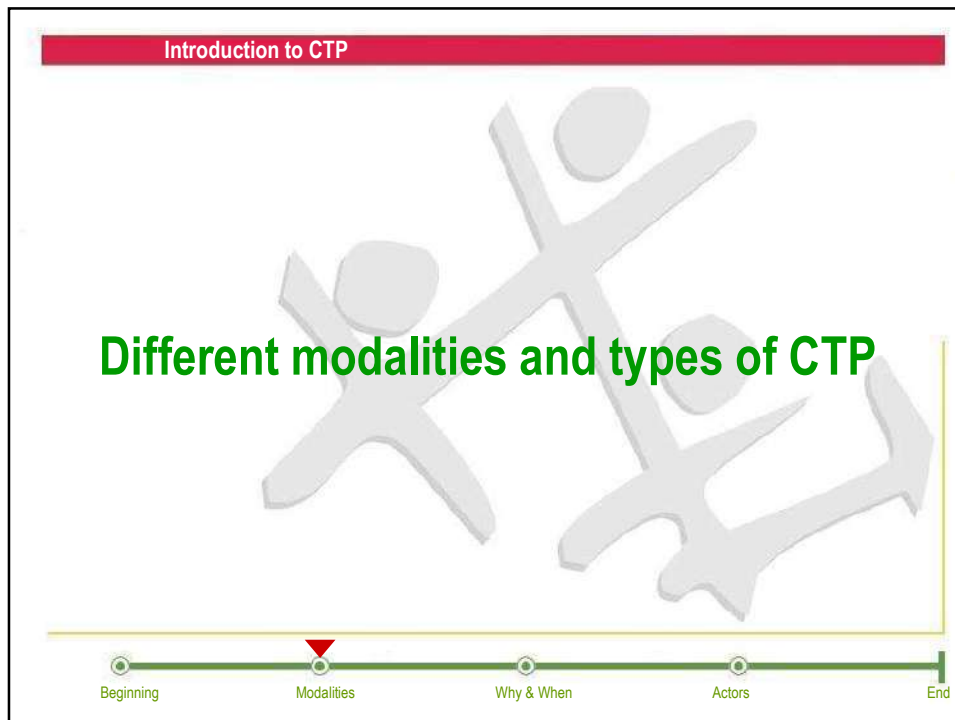 Introduction to CTP
Different modalities and types of CTP
Beginning Modalities Why & When Actors End